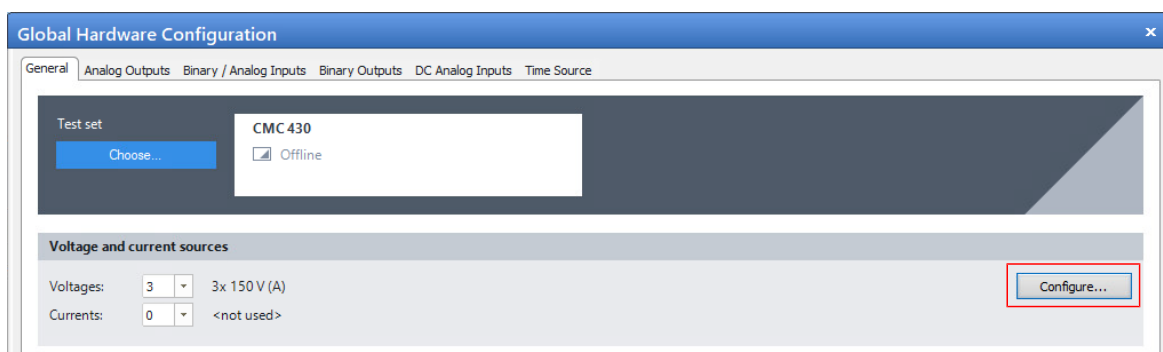 Global Hardware Configuration
General Analog Outputs Binary / Analog Inputs Binary Outputs DC Analog Inputs Time Source
Test set
CMC 430
Choose...
Offline
Voltage and current sources
Voltages: 3 3x 150 V (A)
Configure...
Currents: 0 <not used>